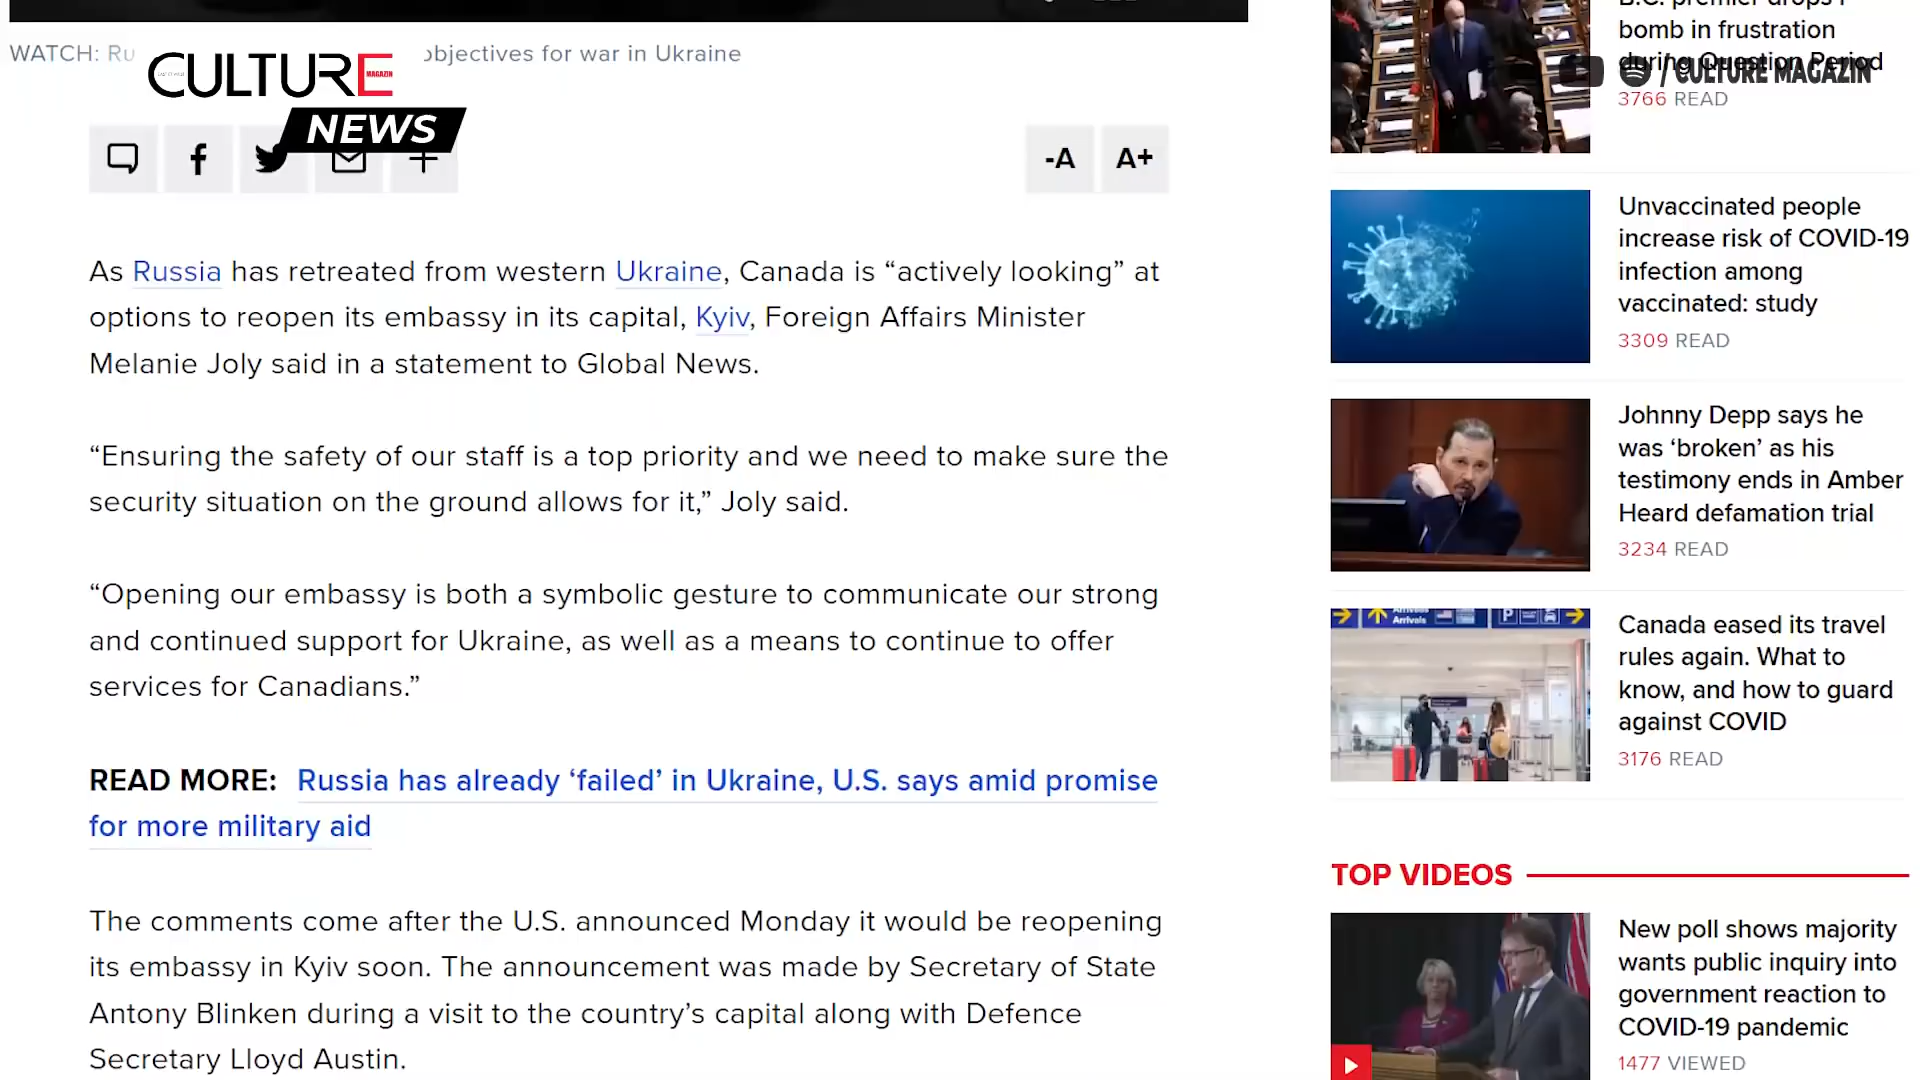 WATCH: Ru
objectives for war in Ukraine
CULTURE
MAGAZIN
NEWS
-A A+
As Russia has retreated from western Ukraine, Canada is “actively looking” at
options to reopen its embassy in its capital, Kyiv, Foreign Affairs Minister
Melanie Joly said in a statement to Global News.
“Ensuring the safety of our staff is a top priority and we need to make sure the
security situation on the ground allows for it,” Joly said.
“Opening our embassy is both a symbolic gesture to communicate our strong
and continued support for Ukraine, as well as a means to continue to offer
services for Canadians.”
READ MORE: Russia has already ‘failed’ in Ukraine, U.S. says amid promise
for more military aid
The comments come after the U.S. announced Monday it would be reopening
its embassy in Kyiv soon. The announcement was made by Secretary of State
Antony Blinken during a visit to the country’s capital along with Defence
Secretary Lloyd Austin.
B.C. premier drops f
bomb in frustration
during Question Period
/ CULTURE MAGAZIN
3766 READ
Unvaccinated people
increase risk of COVID-19
infection among
vaccinated: study
3309 READ
Johnny Depp says he
was ‘broken’ as his
testimony ends in Amber
Heard defamation trial
3234 READ
Arrivals
Arrivals
P
Canada eased its travel
rules again. What to
know, and how to guard
against COVID
3176 READ
TOP VIDEOS
New poll shows majority
wants public inquiry into
government reaction to
COVID-19 pandemic
1477 VIEWED